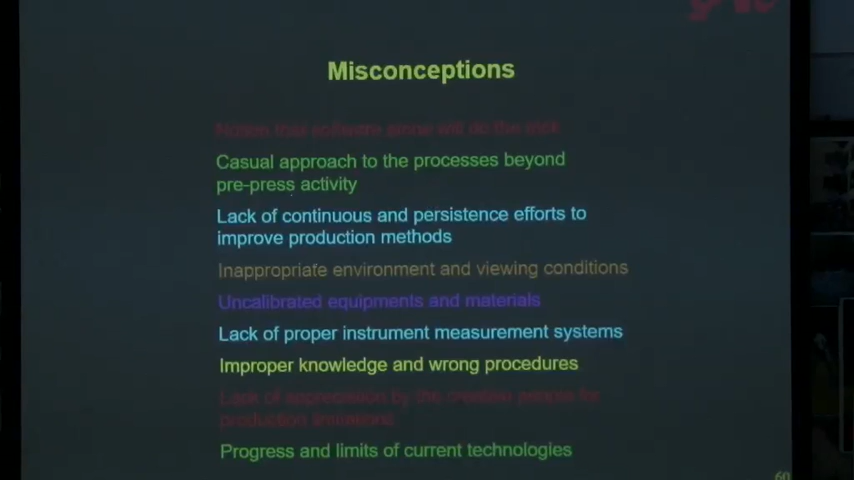 Misconceptions
Notion that software alone will do the trick
Casual approach to the processes beyond
pre-press activity
Lack of continuous and persistence efforts to
improve production methods
Inappropriate environment and viewing conditions
Uncalibrated equipments and materials
Lack of proper instrument measurement systems
Improper knowledge and wrong procedures
Lack of appreciation by the creative people for
production limitations
Progress and limits of current technologies
60